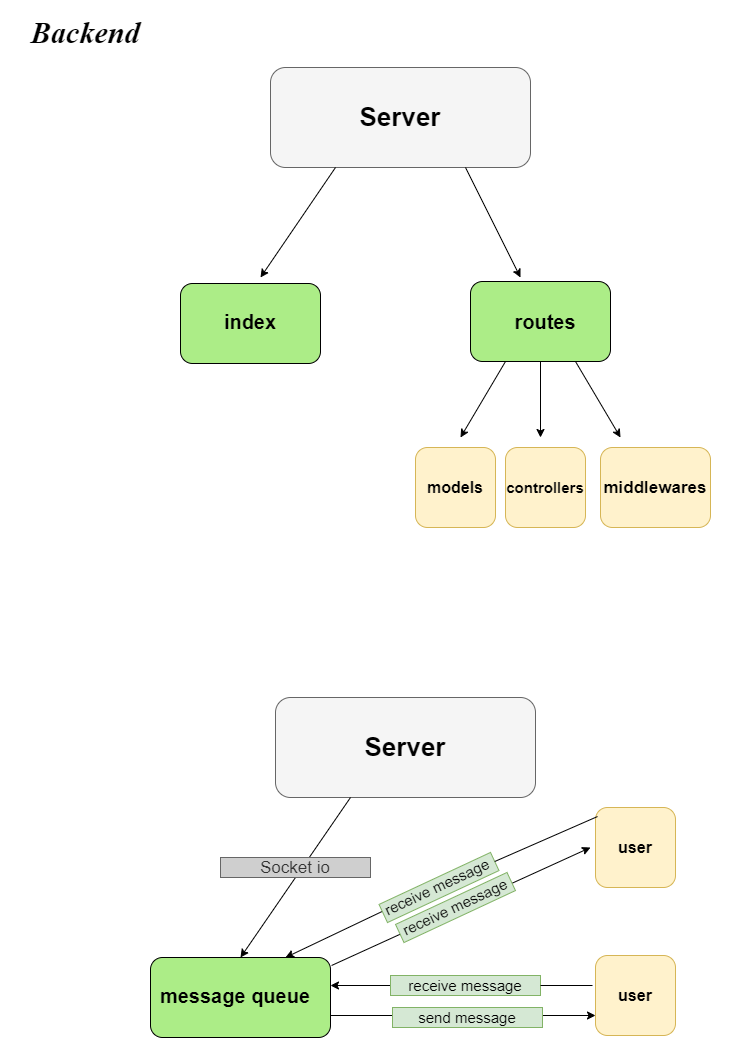 Backend
Server
index
routes
models
controllers
middlewares
Server
Socket io
user
receive message
receive message
message queue
receive message
send message
user